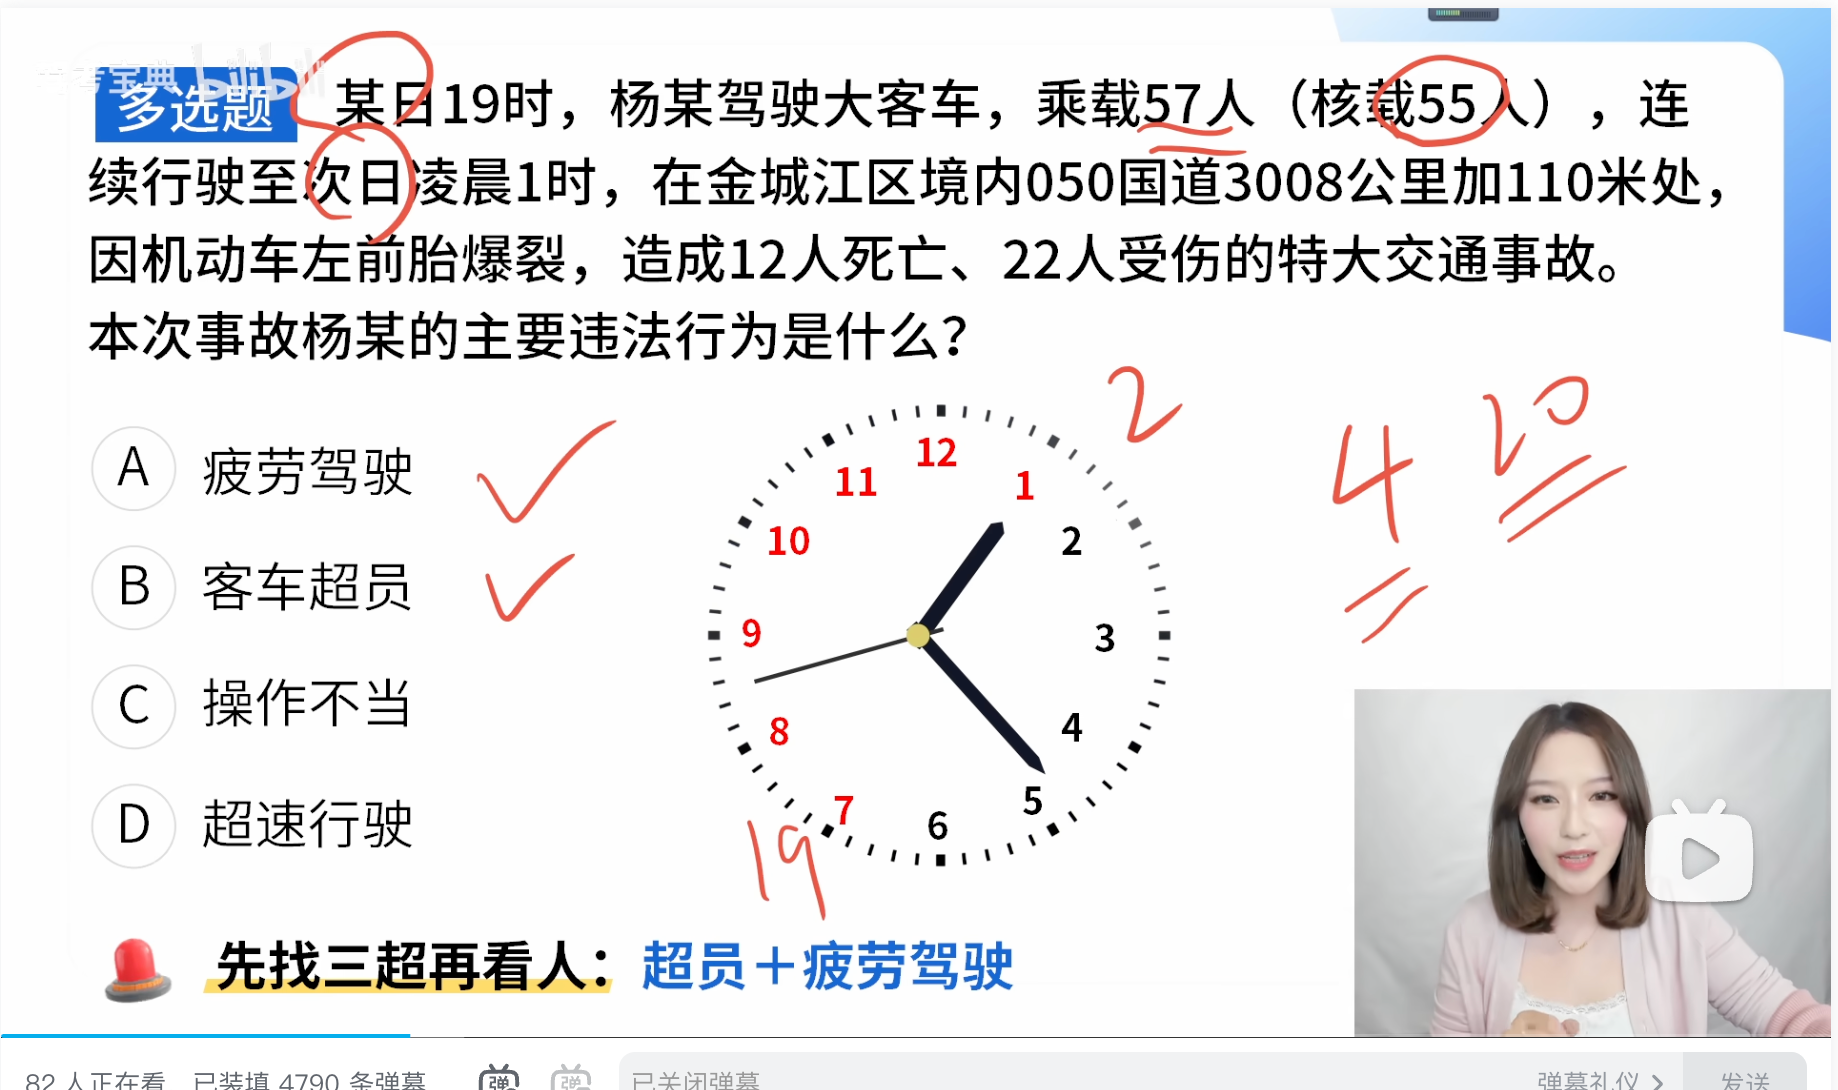 考宝典 bilibili
多选题 某日19时，杨某驾驶大客车，乘载57人（核载55人），连
续行驶至次日凌晨1时，在金城江区境内050国道3008公里加110米处，
因机动车左前胎爆裂，造成12人死亡、22人受伤的特大交通事故。
本次事故杨某的主要违法行为是什么？
A 疲劳驾驶
B 客车超员
C 操作不当
D 超速行驶
12
11 1
10 2
9 3
8 4
7 5
6
2
4 20
19
先找三超再看人：超员＋疲劳驾驶
82 人正在看 已装填 4790 条弹幕 弹 弹 已关闭弹幕 弹幕礼仪 > 发送